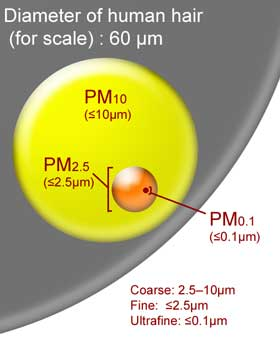 Diameter of human hair
(for scale) : 60 µm
PM10
(≤10µm)
PM2.5
(≤2.5µm)
PM0.1
(≤0.1µm)
Coarse: 2.5–10µm
Fine: ≤2.5µm
Ultrafine: ≤0.1µm